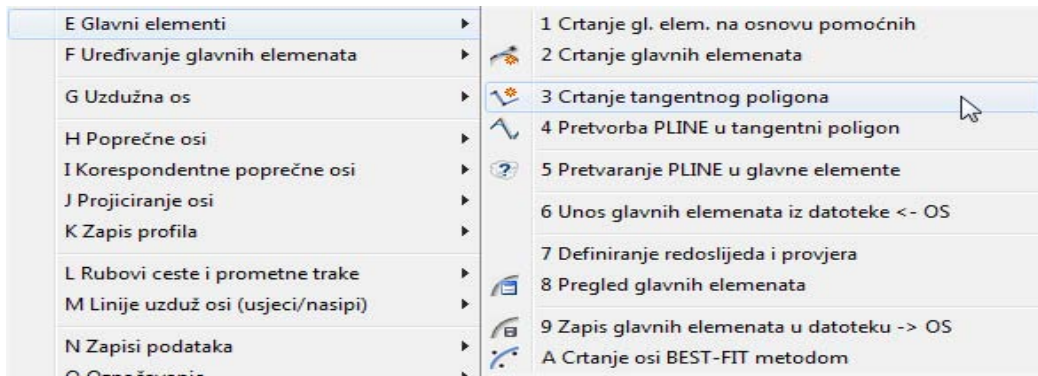 E Glavni elementi
F Uređivanje glavnih elemenata
G Uzdužna os
H Poprečne osi
I Korespondentne poprečne osi
J Projiciranje osi
K Zapis profila
L Rubovi ceste i prometne trake
M Linije uzduž osi (usjeci/nasipi)
N Zapisi podataka
O Označavanje
1 Crtanje gl. elem. na osnovu pomoćnih
2 Crtanje glavnih elemenata
3 Crtanje tangentnog poligona
4 Pretvorba PLINE u tangentni poligon
5 Pretvaranje PLINE u glavne elemente
6 Unos glavnih elemenata iz datoteke <- OS
7 Definiranje redoslijeda i provjera
8 Pregled glavnih elemenata
9 Zapis glavnih elemenata u datoteku -> OS
A Crtanje osi BEST-FIT metodom